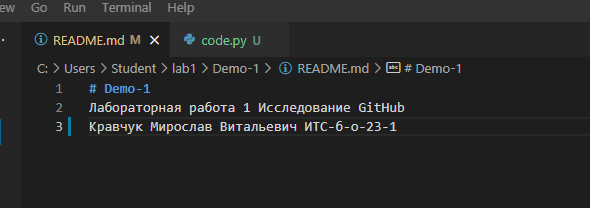 ew Go Run Terminal Help
README.md M code.py U
C: > Users > Student > lab1 > Demo-1 > README.md > abc # Demo-1
1 # Demo-1
2 Лабораторная работа 1 Исследование GitHub
3 Кравчук Мирослав Витальевич ИТС-б-о-23-1